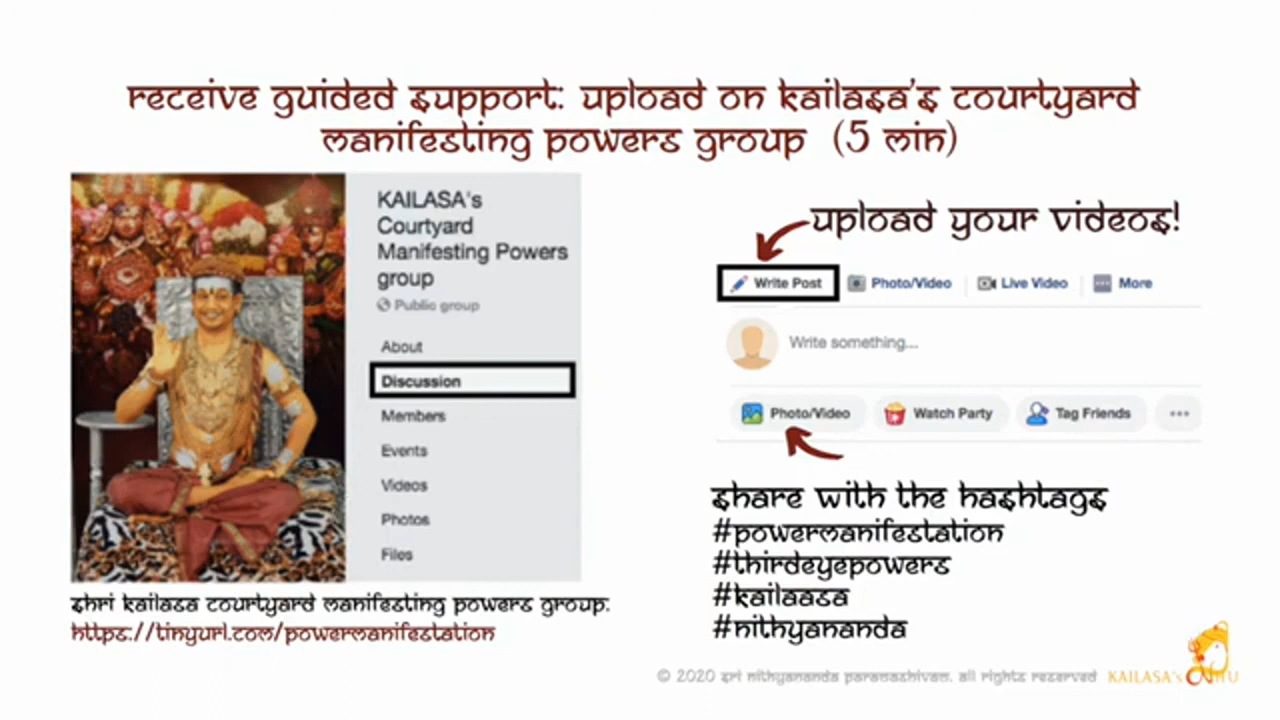 receive guided support: upload on kailasa's courtyard
manifesting powers group (5 min)
KAILASA's
Courtyard
Manifesting Powers
group
Public group
About
Discussion
Members
Events
Videos
Photos
Files
shri kailasa courtyard manifesting powers group:
https://tinyurl.com/powermanifestation
upload your videos!
Write Post
Photo/Video
Live Video
More
Write something...
Photo/Video
Watch Party
Tag Friends
share with the hashtags
#powermanifestation
#thirdeyepowers
#kailaasa
#nithyananda
© 2020 sri nithyananda paramashivam. all rights reserved
KAILASA's